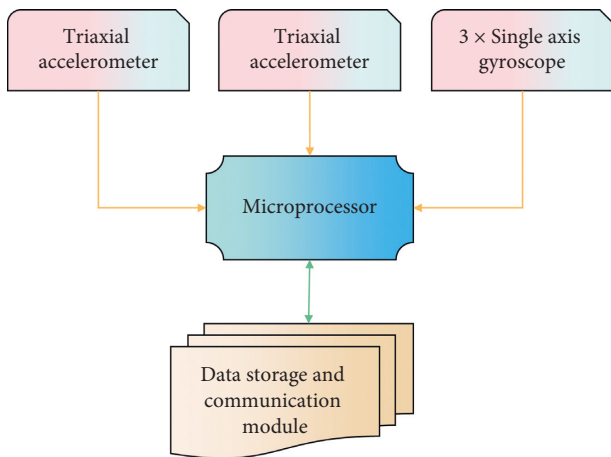 Triaxial
accelerometer
Triaxial
accelerometer
3 × Single axis
gyroscope
Microprocessor
Data storage and
communication
module